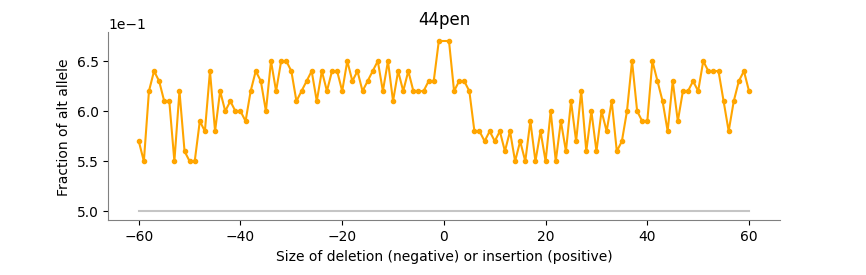 44pen
1e−1
6.5
6.0
5.5
5.0
Fraction of alt allele
−60 −40 −20 0 20 40 60
Size of deletion (negative) or insertion (positive)